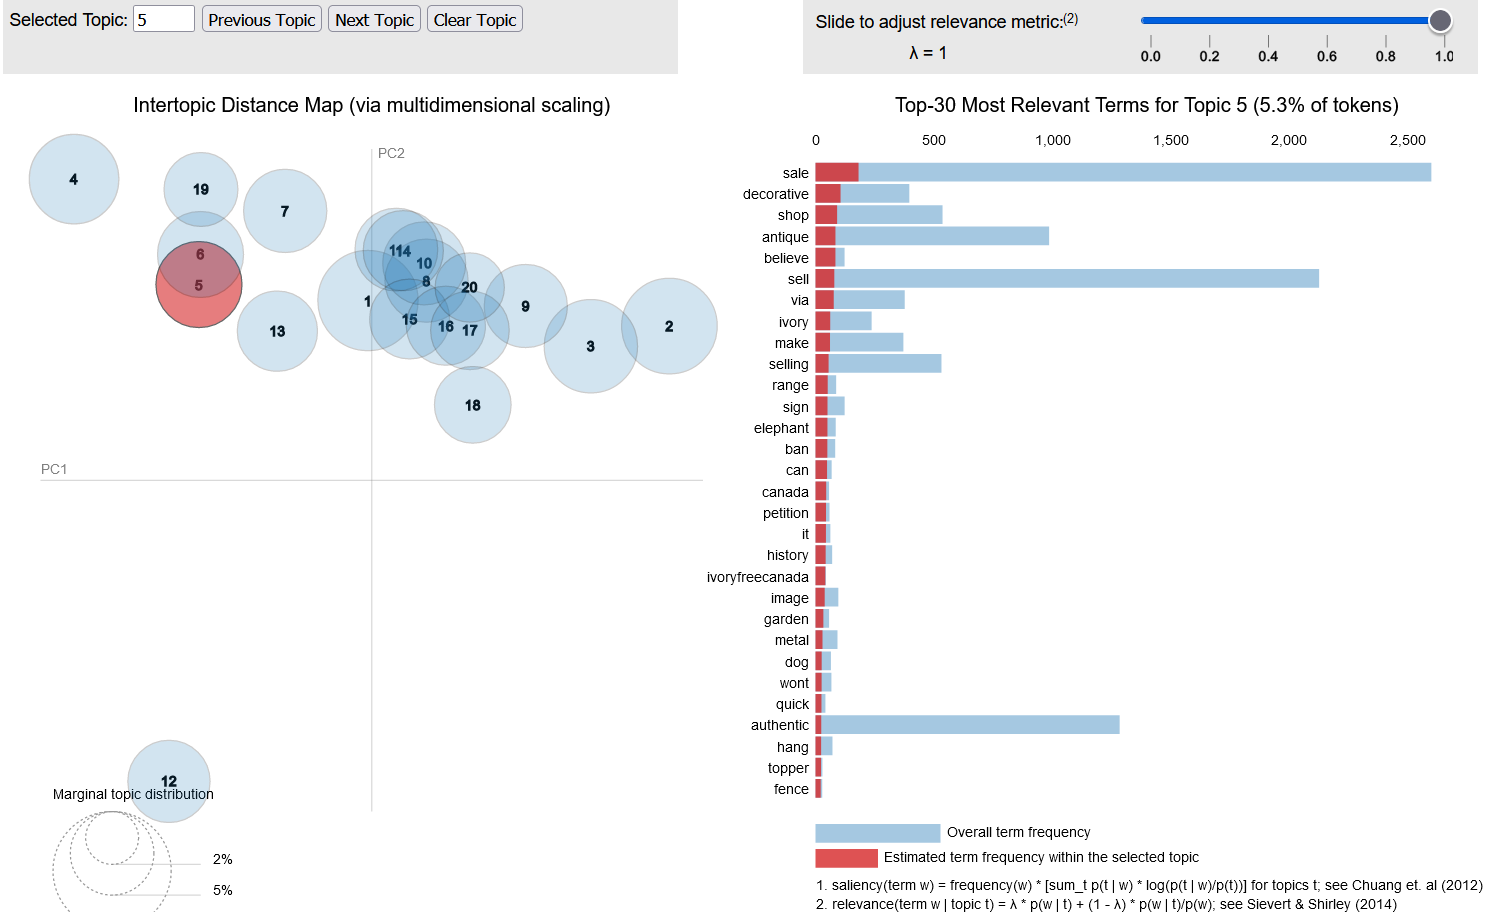 Selected Topic: 5 Previous Topic Next Topic Clear Topic
Slide to adjust relevance metric:(2)
λ = 1
0.0 0.2 0.4 0.6 0.8 1.0
Intertopic Distance Map (via multidimensional scaling)
PC2
PC1
4
19
7
6
5
13
114
10
8
1
20
15
16
17
9
3
2
18
12
Marginal topic distribution
2%
5%
Top-30 Most Relevant Terms for Topic 5 (5.3% of tokens)
0 500 1,000 1,500 2,000 2,500
sale
decorative
shop
antique
believe
sell
via
ivory
make
selling
range
sign
elephant
ban
can
canada
petition
it
history
ivoryfreecanada
image
garden
metal
dog
wont
quick
authentic
hang
topper
fence
Overall term frequency
Estimated term frequency within the selected topic
1. saliency(term w) = frequency(w) * [sum_t p(t | w) * log(p(t | w)/p(t))] for topics t; see Chuang et. al (2012)
2. relevance(term w | topic t) = λ * p(w | t) + (1 - λ) * p(w | t)/p(w); see Sievert & Shirley (2014)